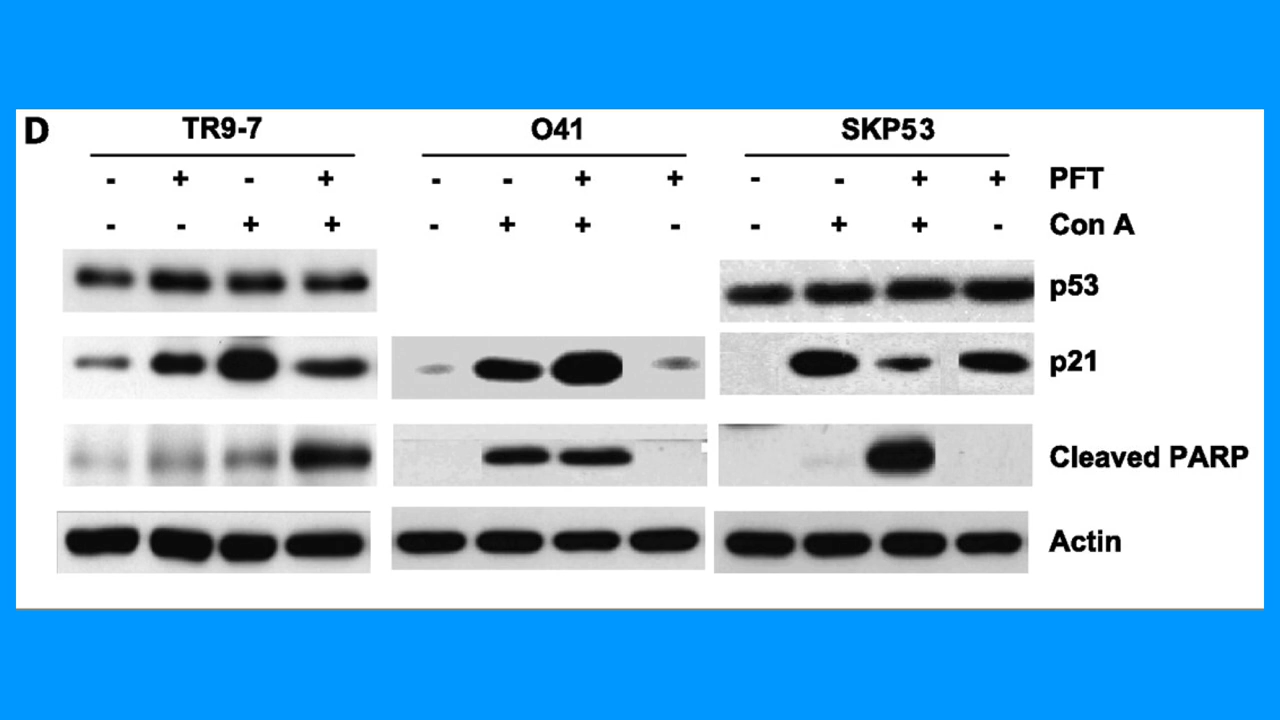 D TR9-7 O41 SKP53
- + - + - - + + - - + + PFT
- - + + - + + - - + + - Con A
p53
p21
Cleaved PARP
Actin